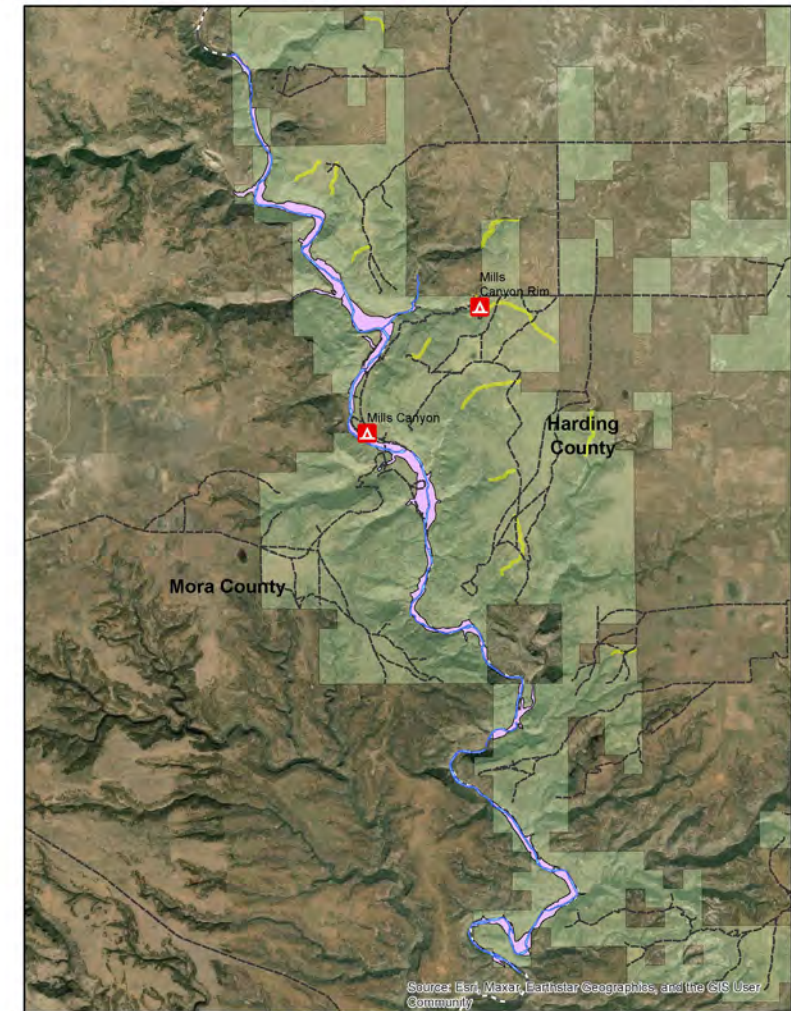 Mills
Canyon Rim
Mills Canyon
Harding
County
Mora County
Source: Esri, Maxar, Earthstar Geographics, and the GIS User
Community